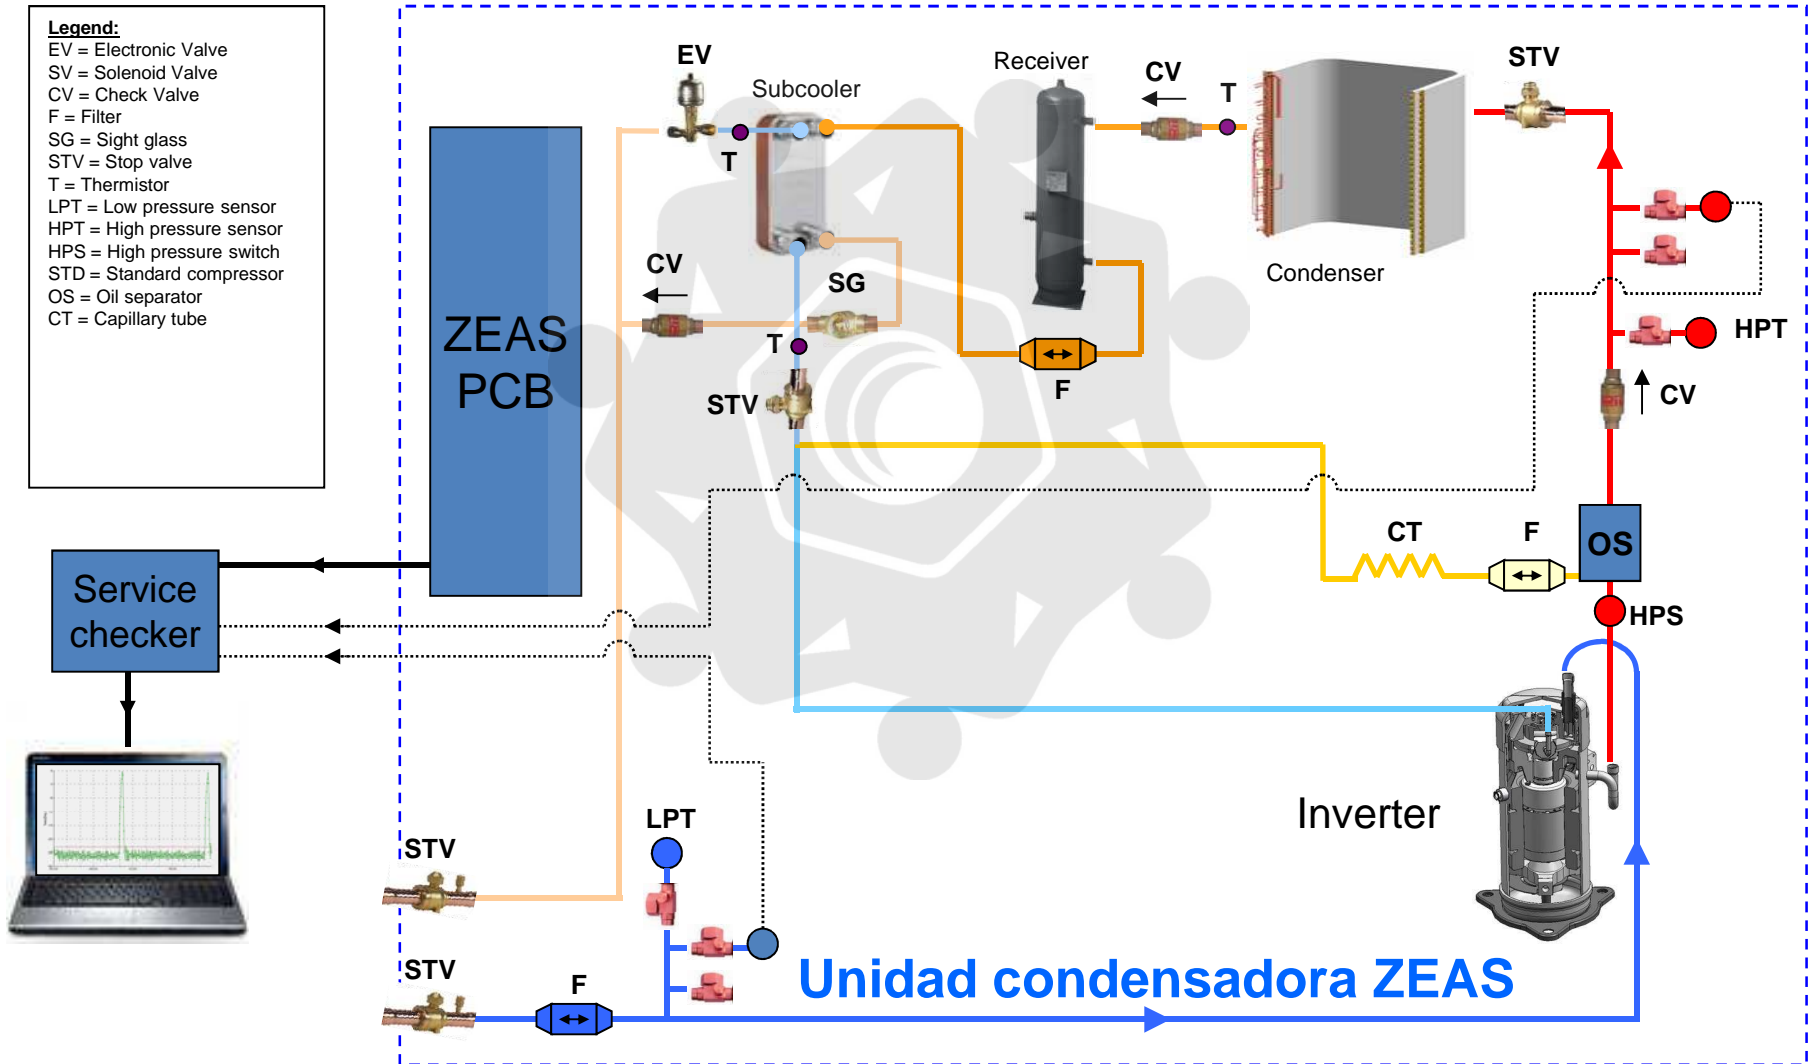 Legend:
EV = Electronic Valve
SV = Solenoid Valve
CV = Check Valve
F = Filter
SG = Sight glass
STV = Stop valve
T = Thermistor
LPT = Low pressure sensor
HPT = High pressure sensor
HPS = High pressure switch
STD = Standard compressor
OS = Oil separator
CT = Capillary tube
EV
Subcooler
Receiver
CV
T
STV
T
Condenser
CV
SG
T
STV
F
HPT
CV
ZEAS
PCB
CT
F
OS
HPS
Service
checker
Inverter
LPT
STV
STV
F
Unidad condensadora ZEAS